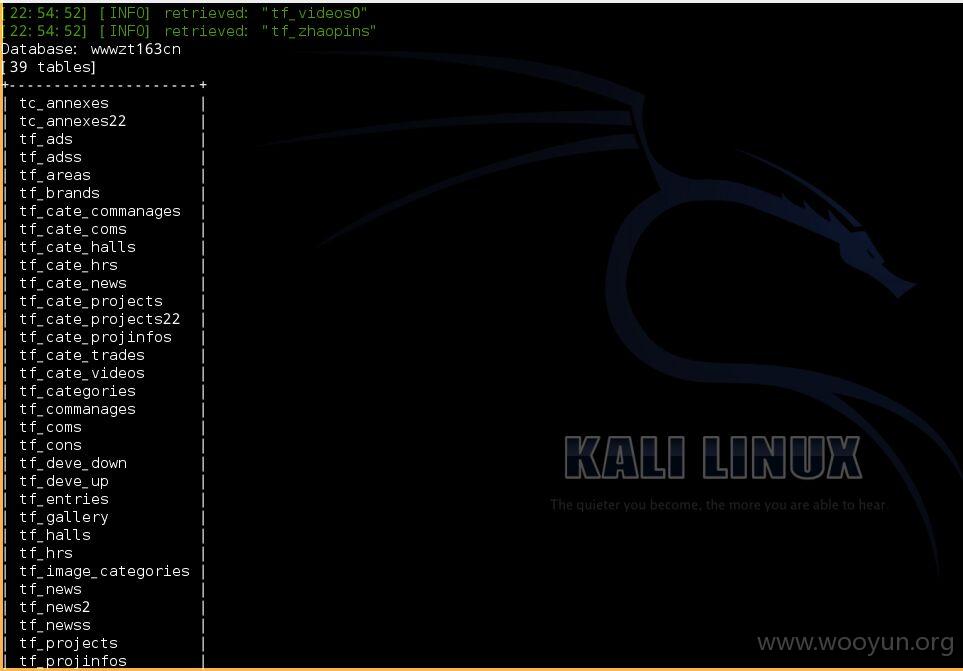 [22:54:52] [INFO] retrieved: "tf_videos0"
[22:54:52] [INFO] retrieved: "tf_zhaopins"
Database: wwwzt163cn
[39 tables]
+---------------------+
| tc_annexes |
| tc_annexes22 |
| tf_ads |
| tf_adss |
| tf_areas |
| tf_brands |
| tf_cate_commanages |
| tf_cate_coms |
| tf_cate_halls |
| tf_cate_hrs |
| tf_cate_news |
| tf_cate_projects |
| tf_cate_projects22 |
| tf_cate_projinfos |
| tf_cate_trades |
| tf_cate_videos |
| tf_categories |
| tf_commanages |
| tf_coms |
| tf_cons |
| tf_deve_down |
| tf_deve_up |
| tf_entries |
| tf_gallery |
| tf_halls |
| tf_hrs |
| tf_image_categories |
| tf_news |
| tf_news2 |
| tf_newss |
| tf_projects |
| tf_projinfos |
KALI LINUX
The quieter you become, the more you are able to hear.
www.wooyun.org